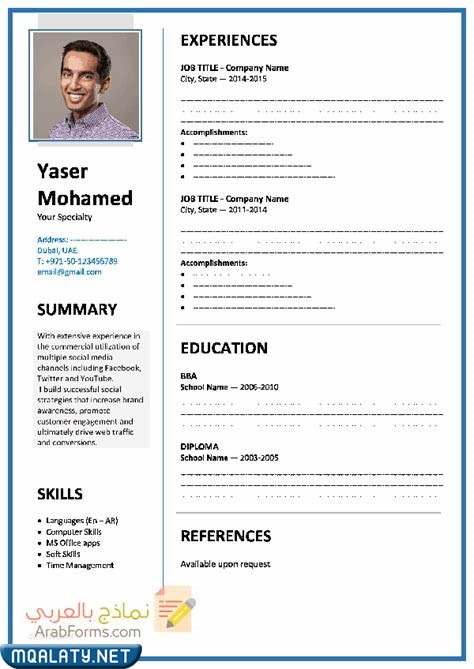 Yaser
Mohamed
Your Specialty
Address:
Dubai, UAE
T: +971-50-123456789
email@gmail.com
SUMMARY
With extensive experience in
the commercial utilization of
multiple social media
channels including Facebook,
Twitter and YouTube.
I build successful social
strategies that increase brand
awareness, promote
customer engagement and
ultimately drive web traffic
and conversions.
SKILLS
Languages (En – AR)
Computer Skills
MS Office apps
Soft Skills
Time Management
EXPERIENCES
JOB TITLE - Company Name
City, State — 2014-2015
Accomplishments:
JOB TITLE - Company Name
City, State — 2011-2014
Accomplishments:
EDUCATION
BBA
School Name — 2005-2010
DIPLOMA
School Name — 2003-2005
REFERENCES
Available upon request
نماذج بالعربي
ArabForms.com
MQALATY.NET